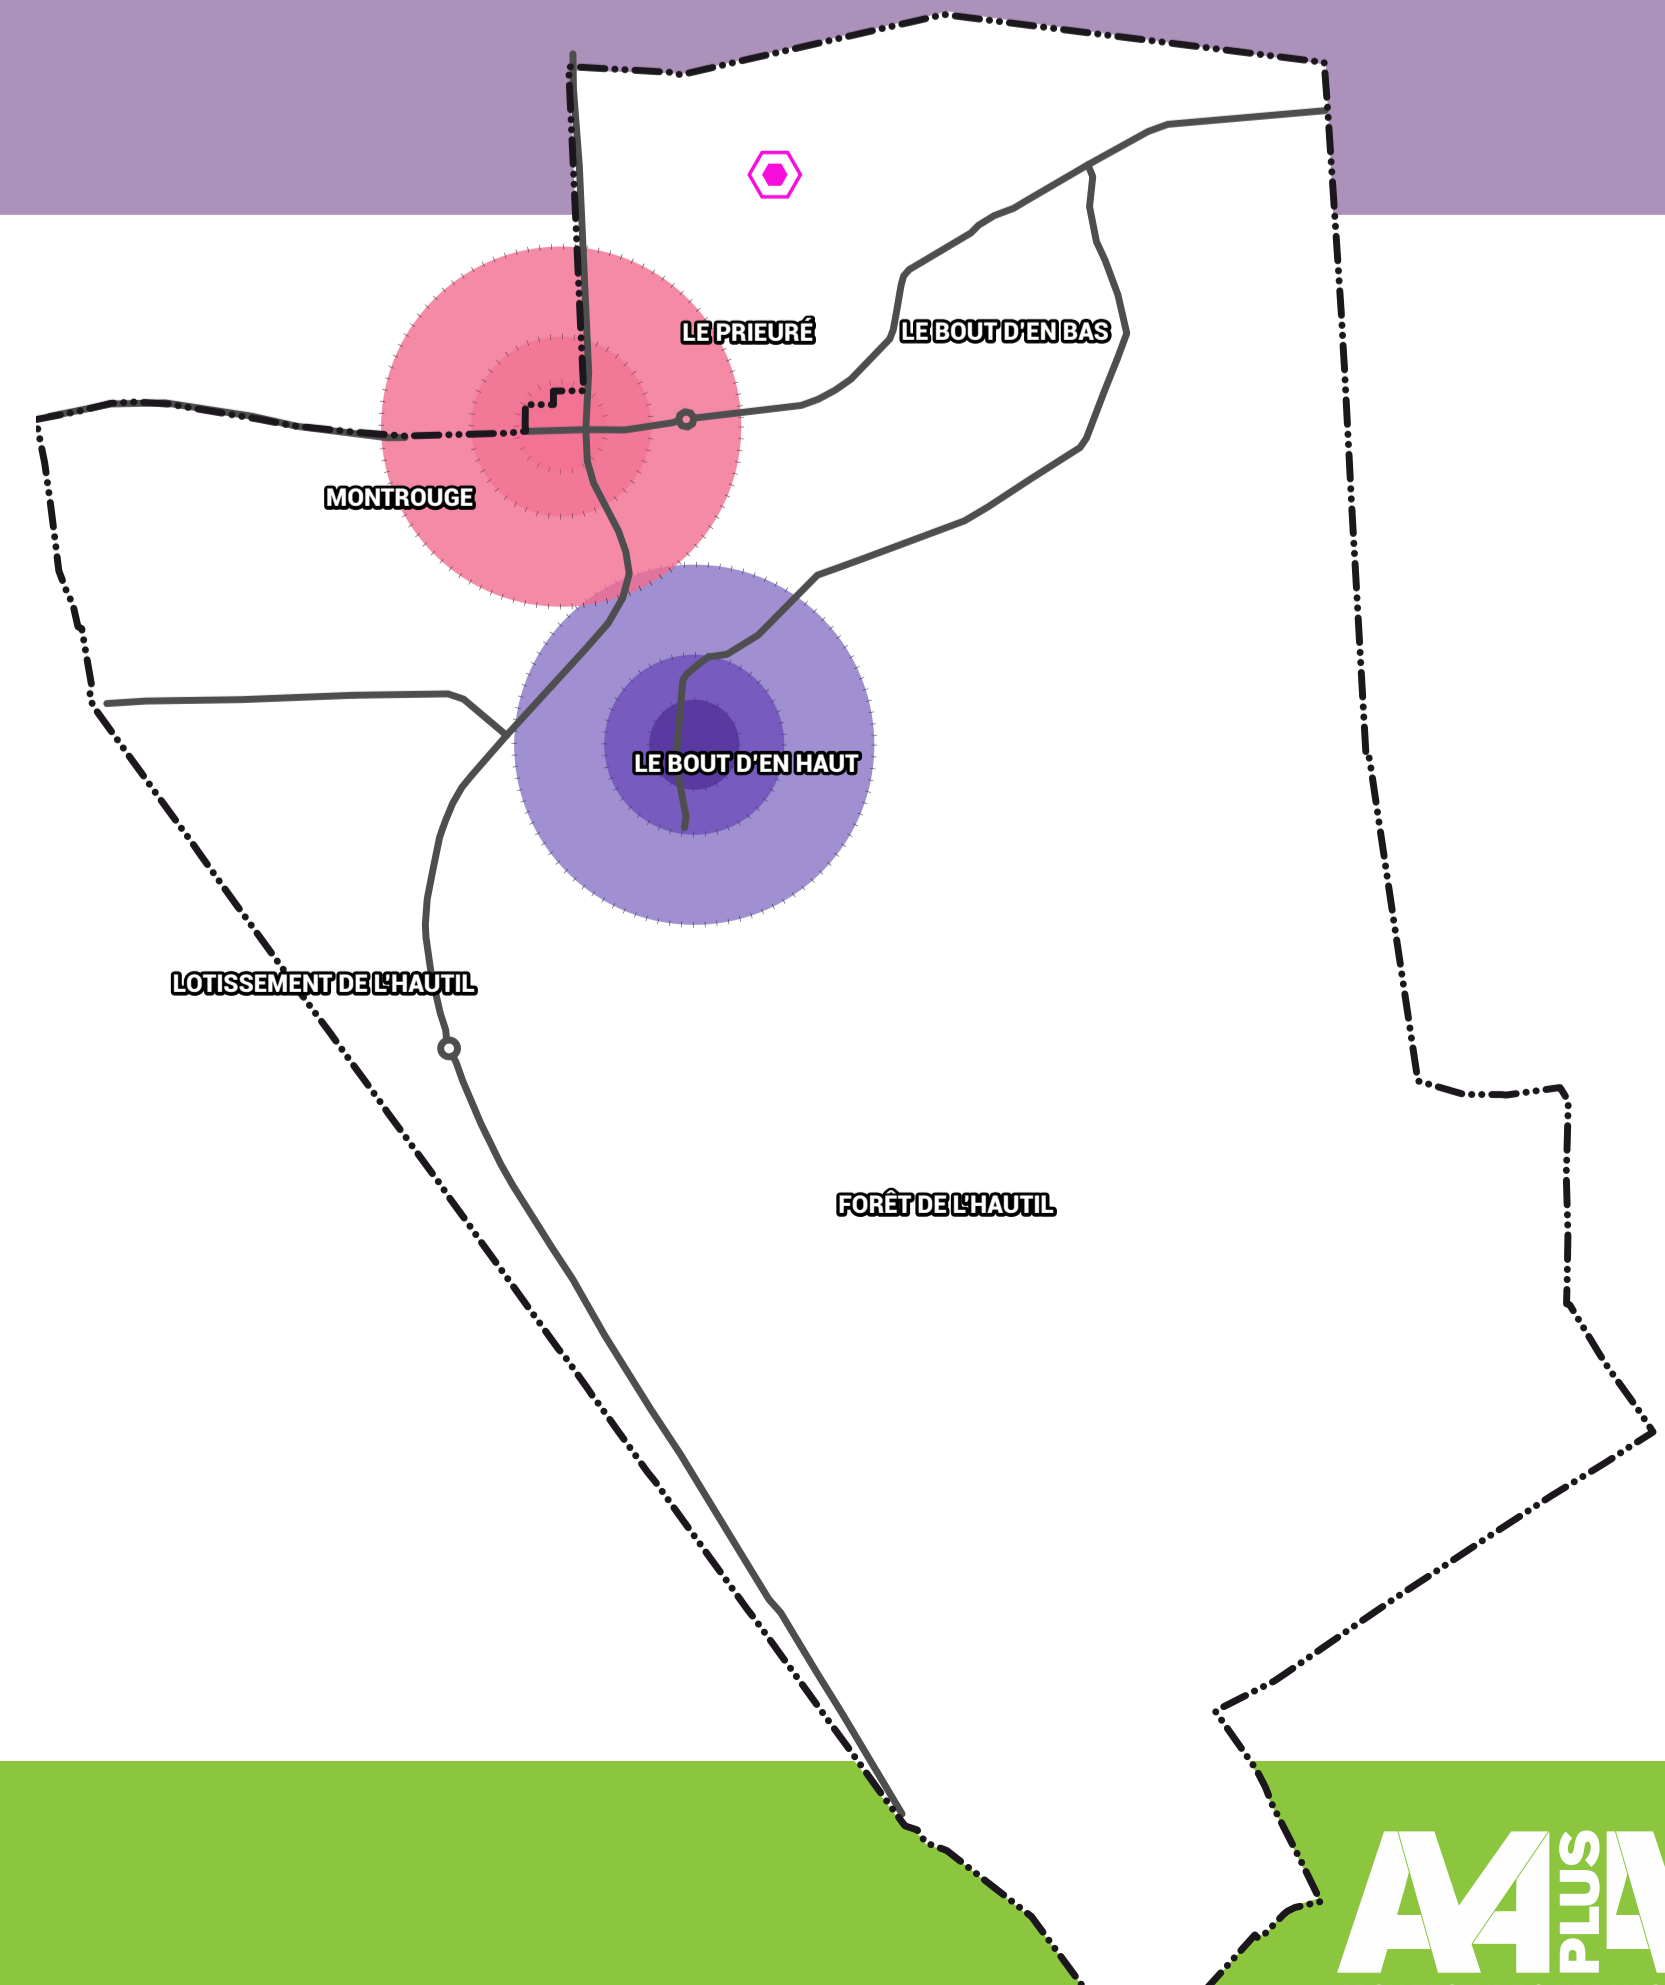 LE PRIEURÉ
LE BOUT D'EN BAS
MONTROUGE
LE BOUT D'EN HAUT
LOTISSEMENT DE L'HAUTIL
FORÊT DE L'HAUTIL
A4
PLUS
A